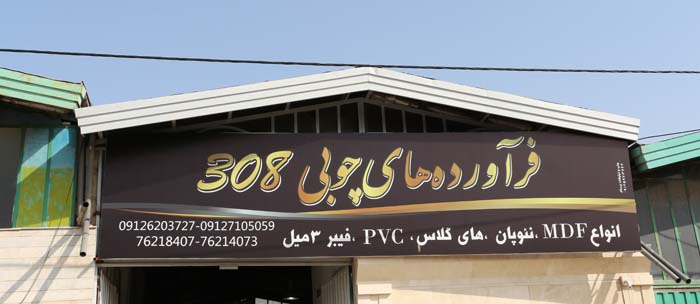 فرآورده‌های چوبی 308
انواع MDF، نئوپان ،های گلاس، PVC ،فیبر ۳میل
09126203727-09127105059
76218407-76214073